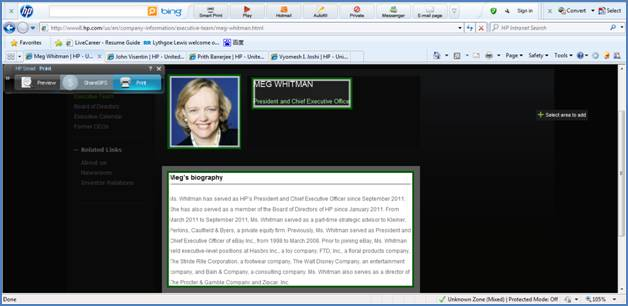 bing
Smart Print
Play
Hotmail
AutoFill
Private
Messenger
E-mail page
Sign in
Convert
Select
http://www8.hp.com/us/en/company-information/executive-team/meg-whitman.html
HP Intranet Search
Favorites
LiveCareer - Resume Guide
Lythgoe Lewis welcome o...
百度
Meg Whitman | HP - U...
John Visentin | HP - Unite...
Prith Banerjee | HP - Unite...
Vyomesh I. Joshi | HP - Uni...
Page
Safety
Tools
HP Smart Print
Preview
Print
Executive Team
Board of Directors
Executive Calendar
Former CEOs
– Related Links
About us
Newsroom
Investor Relations
MEG WHITMAN
President and Chief Executive Office
Select area to add
Meg's biography
Ms. Whitman has served as HP's President and Chief Executive Officer since September 2011.
She has also served as a member of the Board of Directors of HP since January 2011. From
March 2011 to September 2011, Ms. Whitman served as a part-time strategic advisor to Kleiner,
Perkins, Caulfield & Byers, a private equity firm. Previously, Ms. Whitman served as President and
Chief Executive Officer of eBay Inc., from 1998 to March 2008. Prior to joining eBay, Ms. Whitman
held executive-level positions at Hasbro Inc., a toy company, FTD, Inc., a floral products company,
The Stride Rite Corporation, a footwear company, The Walt Disney Company, an entertainment
company, and Bain & Company, a consulting company. Ms. Whitman also serves as a director of
The Procter & Gamble Company and Zipcar, Inc.
Done
Unknown Zone (Mixed) | Protected Mode: Off
105%